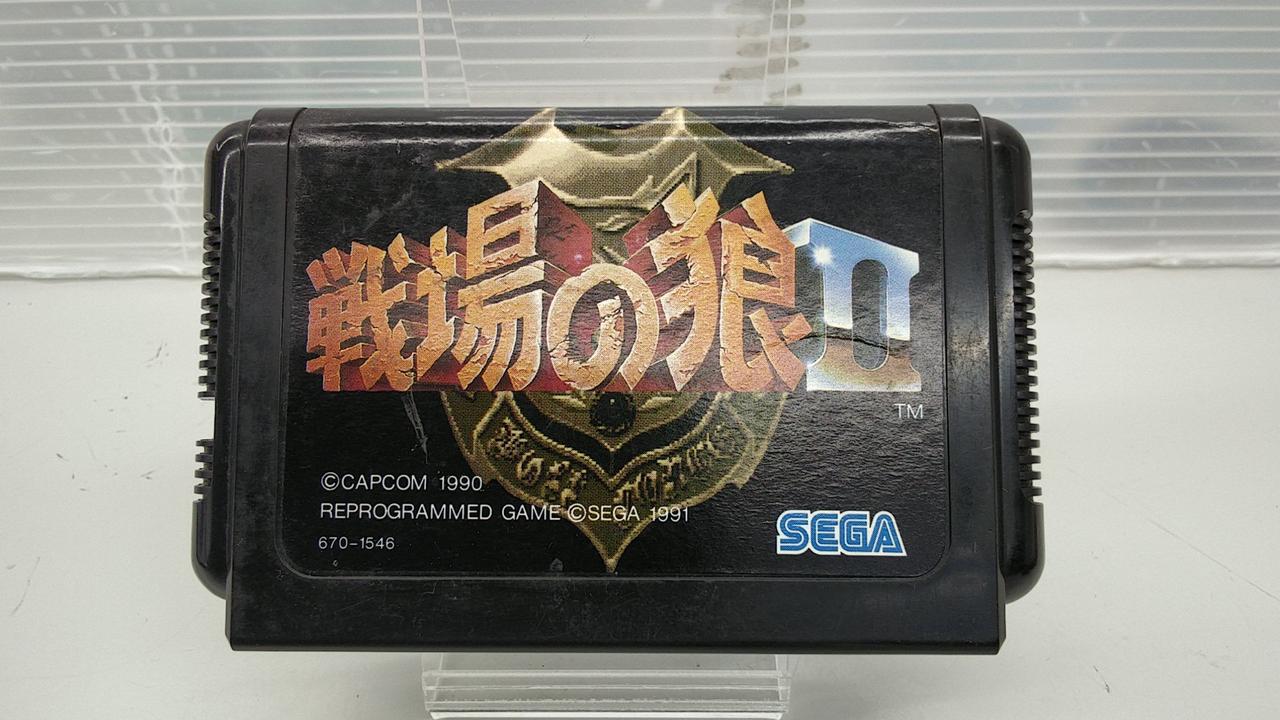 戦場の狼II
TM
©CAPCOM 1990
REPROGRAMMED GAME ©SEGA 1991
670-1546
SEGA